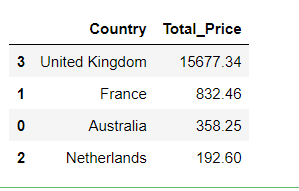 Country Total_Price
3 United Kingdom 15677.34
1 France 832.46
0 Australia 358.25
2 Netherlands 192.60